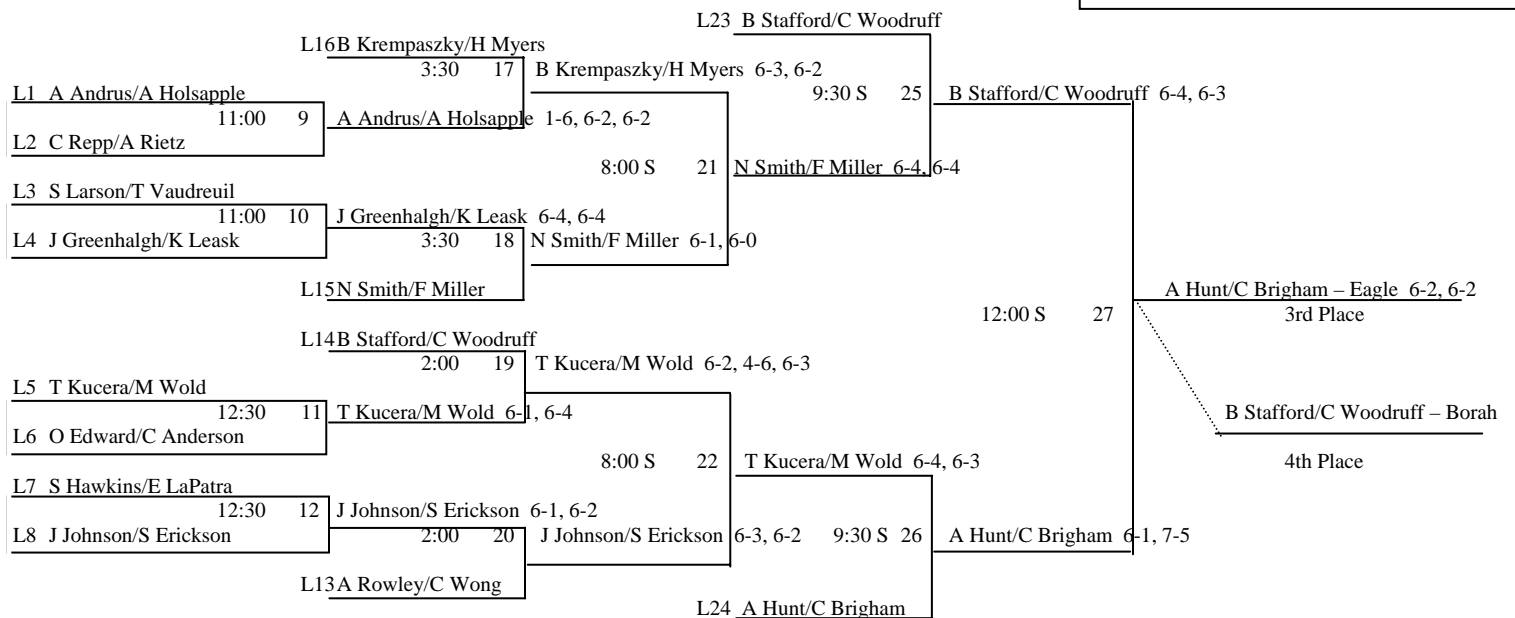 L23 B Stafford/C Woodruff
L16 B Krempaszky/H Myers
3:30 17 B Krempaszky/H Myers 6-3, 6-2
L1 A Andrus/A Holsapple
9:30 S 25 B Stafford/C Woodruff 6-4, 6-3
11:00 9 A Andrus/A Holsapple 1-6, 6-2, 6-2
L2 C Repp/A Rietz
8:00 S 21 N Smith/F Miller 6-4, 6-4
L3 S Larson/T Vaudreuil
11:00 10 J Greenhalgh/K Leask 6-4, 6-4
L4 J Greenhalgh/K Leask
3:30 18 N Smith/F Miller 6-1, 6-0
L15 N Smith/F Miller
A Hunt/C Brigham – Eagle 6-2, 6-2
12:00 S 27 3rd Place
L14 B Stafford/C Woodruff
2:00 19 T Kucera/M Wold 6-2, 4-6, 6-3
L5 T Kucera/M Wold
12:30 11 T Kucera/M Wold 6-1, 6-4
B Stafford/C Woodruff – Borah
L6 O Edward/C Anderson
8:00 S 22 T Kucera/M Wold 6-4, 6-3
4th Place
L7 S Hawkins/E LaPatra
12:30 12 J Johnson/S Erickson 6-1, 6-2
L8 J Johnson/S Erickson
2:00 20 J Johnson/S Erickson 6-3, 6-2
9:30 S 26 A Hunt/C Brigham 6-1, 7-5
L13 A Rowley/C Wong
L24 A Hunt/C Brigham